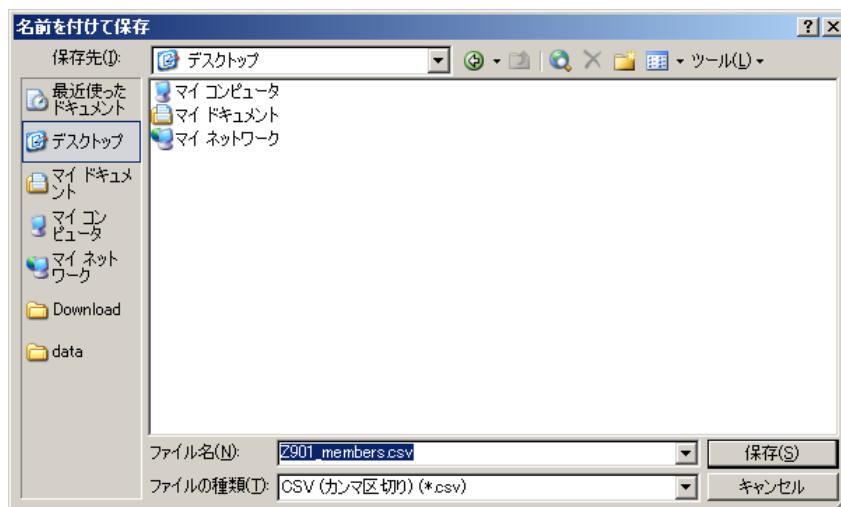 名前を付けて保存
保存先(I):
デスクトップ
ツール(L)
最近使った
ドキュメント
デスクトップ
マイ ドキュメ
ント
マイ コン
ピュータ
マイ ネット
ワーク
Download
data
マイ コンピュータ
マイ ドキュメント
マイ ネットワーク
ファイル名(N):
Z901_members.csv
保存(S)
ファイルの種類(T):
CSV (カンマ区切り) (*.csv)
キャンセル